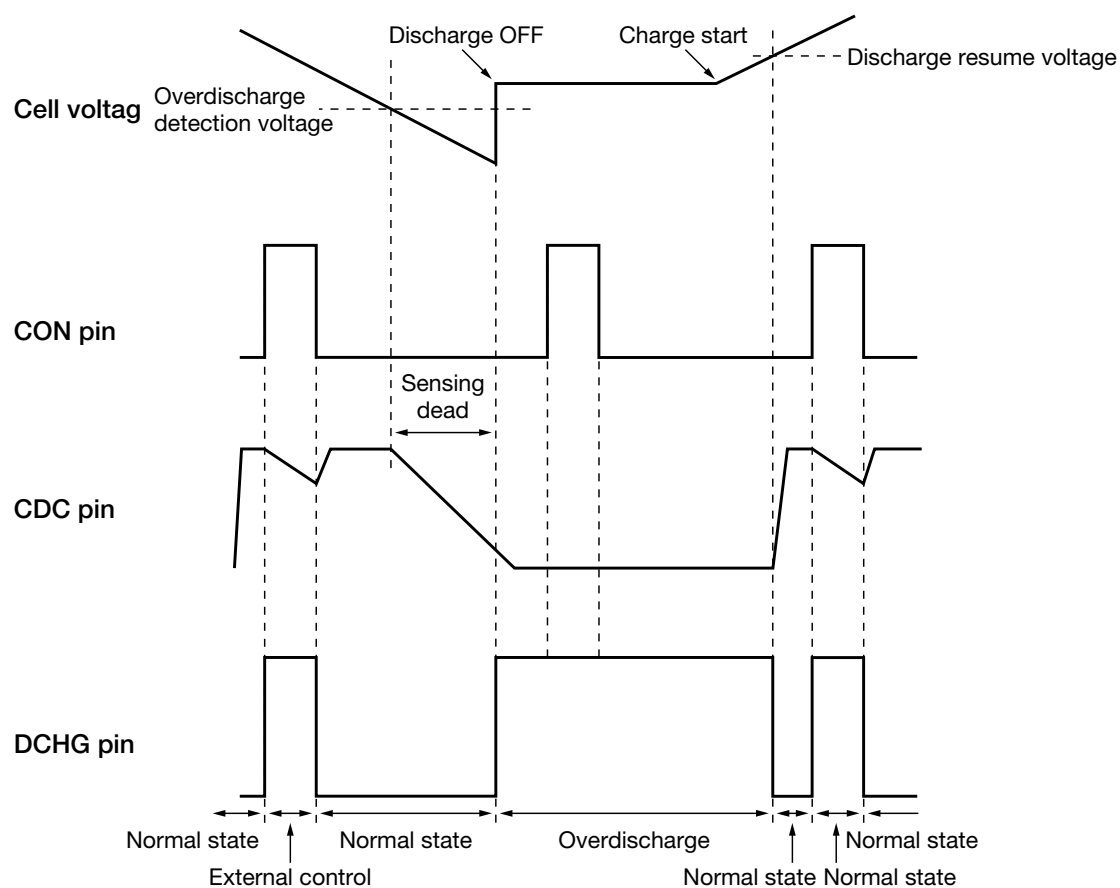 Discharge OFF
Charge start
Discharge resume voltage
Cell voltag
Overdischarge
detection voltage
CON pin
Sensing
dead
CDC pin
DCHG pin
Normal state
Normal state
Overdischarge
Normal state
External control
Normal state
Normal state